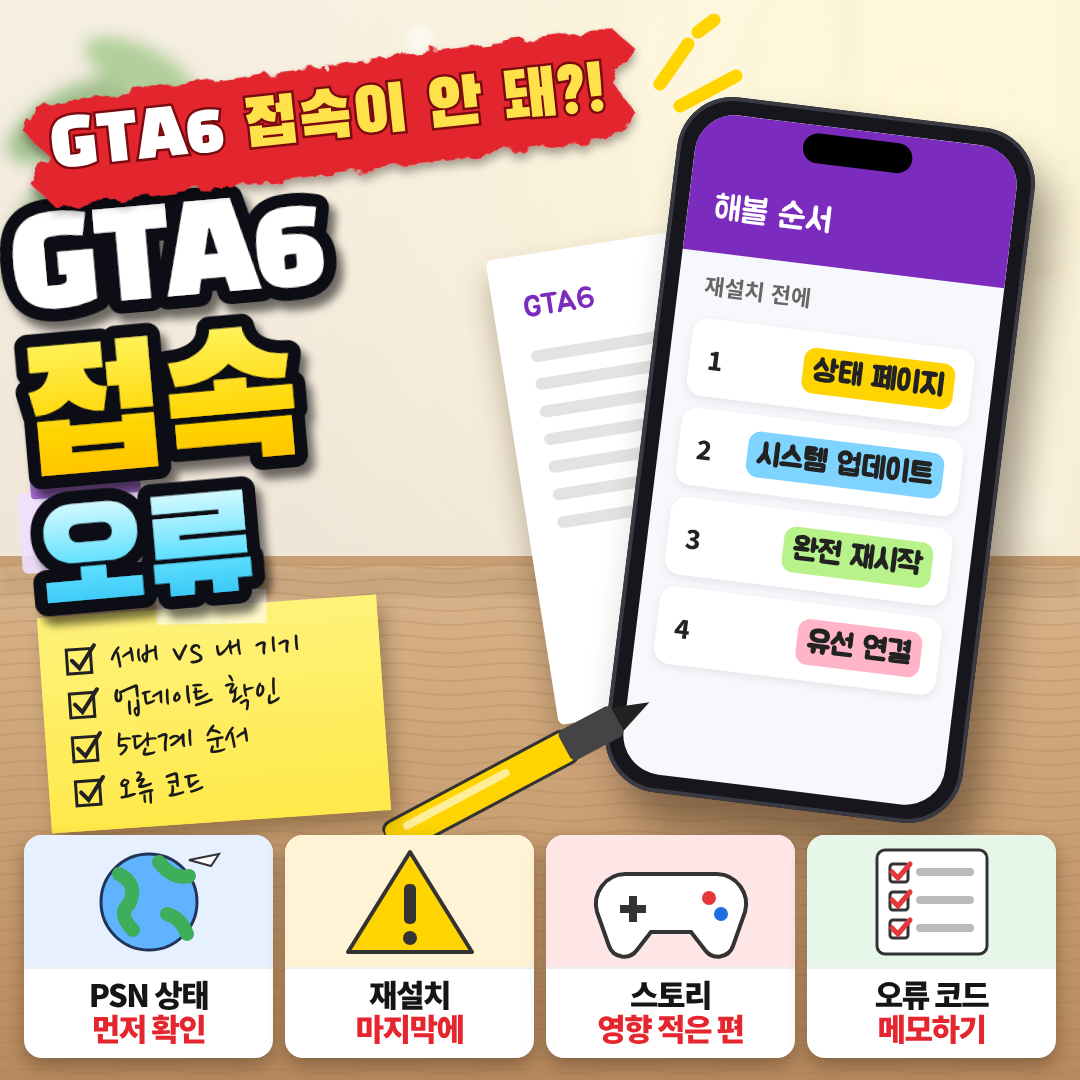 GTA6 접속이 안 돼?!
GTA6
접속
오류
서버 VS 내 기기
업데이트 확인
5단계 순서
오류 코드
GTA6
해볼 순서
재설치 전에
1 상태 페이지
2 시스템 업데이트
3 완전 재시작
4 유선 연결
PSN 상태
먼저 확인
재설치
마지막에
스토리
영향 적은 편
오류 코드
메모하기